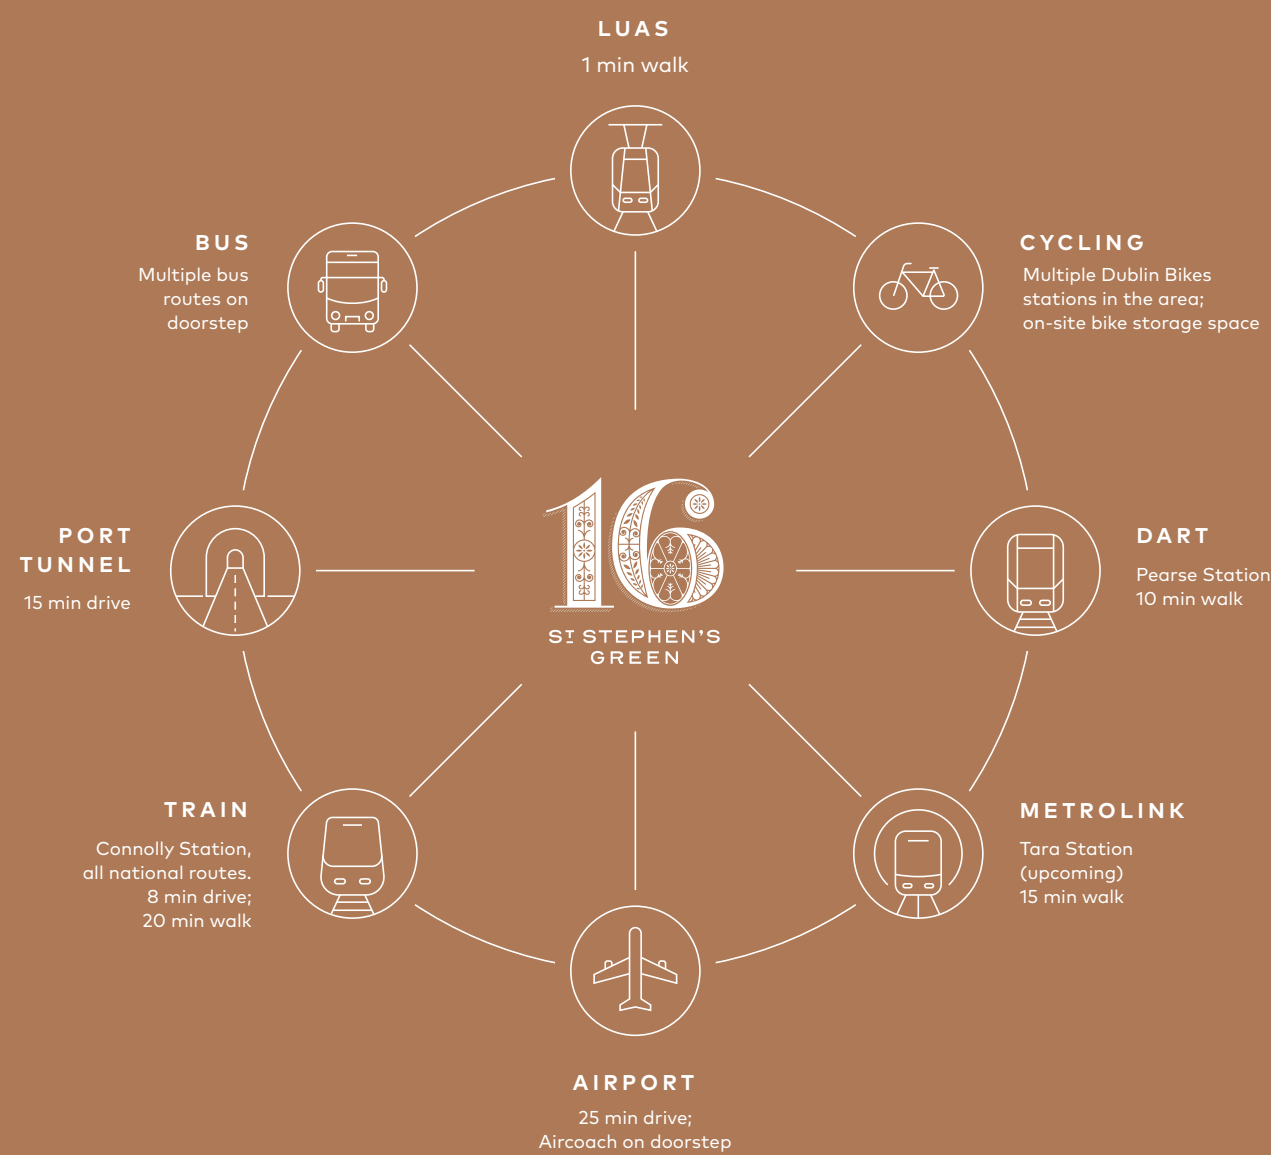 LUAS
1 min walk
BUS
Multiple bus
routes on
doorstep
CYCLING
Multiple Dublin Bikes
stations in the area;
on-site bike storage space
PORT
TUNNEL
15 min drive
16
ST STEPHEN’S
GREEN
DART
Pearse Station
10 min walk
TRAIN
Connolly Station,
all national routes.
8 min drive;
20 min walk
METROLINK
Tara Station
(upcoming)
15 min walk
AIRPORT
25 min drive;
Aircoach on doorstep